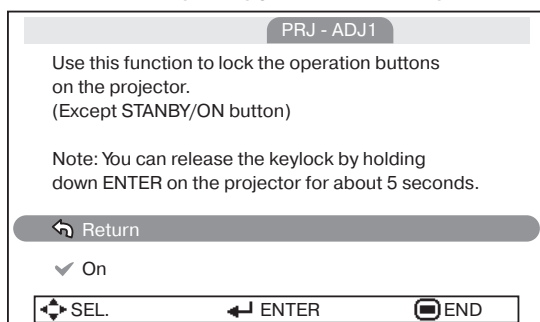 PRJ - ADJ1
Use this function to lock the operation buttons
on the projector.
(Except STANBY/ON button)
Note: You can release the keylock by holding
down ENTER on the projector for about 5 seconds.
Return
On
SEL. ENTER END